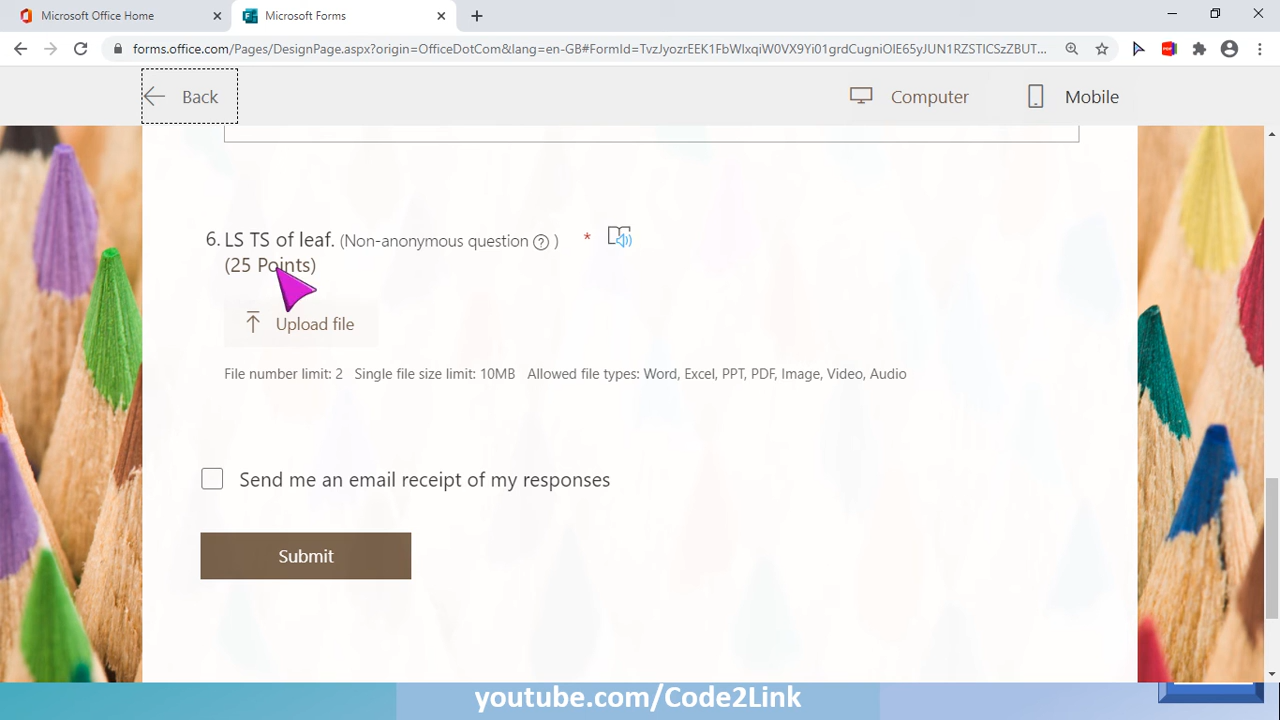 Microsoft Office Home
Microsoft Forms
forms.office.com/Pages/DesignPage.aspx?origin=OfficeDotCom&lang=en-GB#FormId=TvzJyozrEEK1FbWlxqiW0VX9Yi01grdCugniOlE65yJUN1RZSTlCSzZBUT...
PDF
Back
Computer
Mobile
6. LS TS of leaf. (Non-anonymous question ? ) *
(25 Points)
Upload file
File number limit: 2 Single file size limit: 10MB Allowed file types: Word, Excel, PPT, PDF, Image, Video, Audio
Send me an email receipt of my responses
Submit
youtube.com/Code2Link